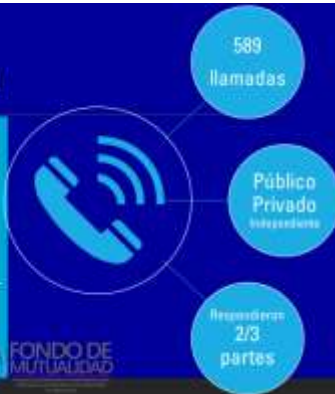 589
llamadas
Público
Privado
Independiente
Respondieron
2/3
partes
FONDO DE
MUTUALIDAD